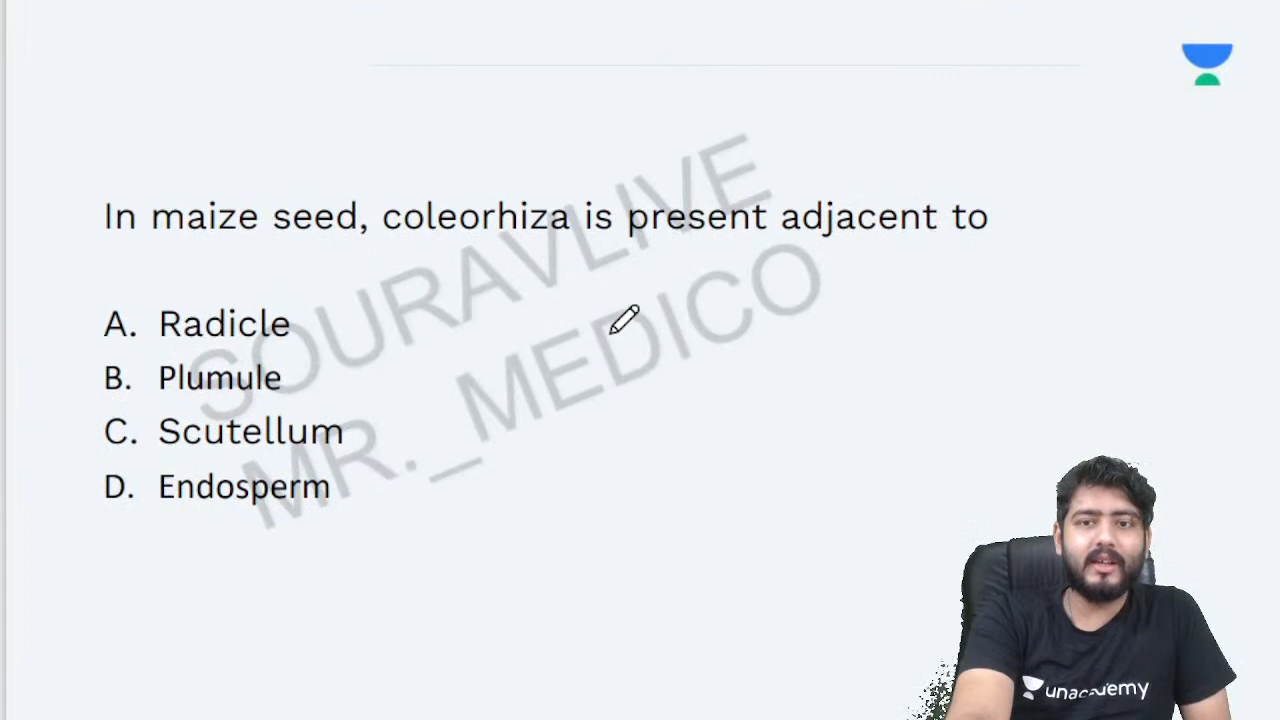 In maize seed, coleorhiza is present adjacent to
A. Radicle
B. Plumule
C. Scutellum
D. Endosperm
SOURAVLIVE
MR._MEDICO
unacademy